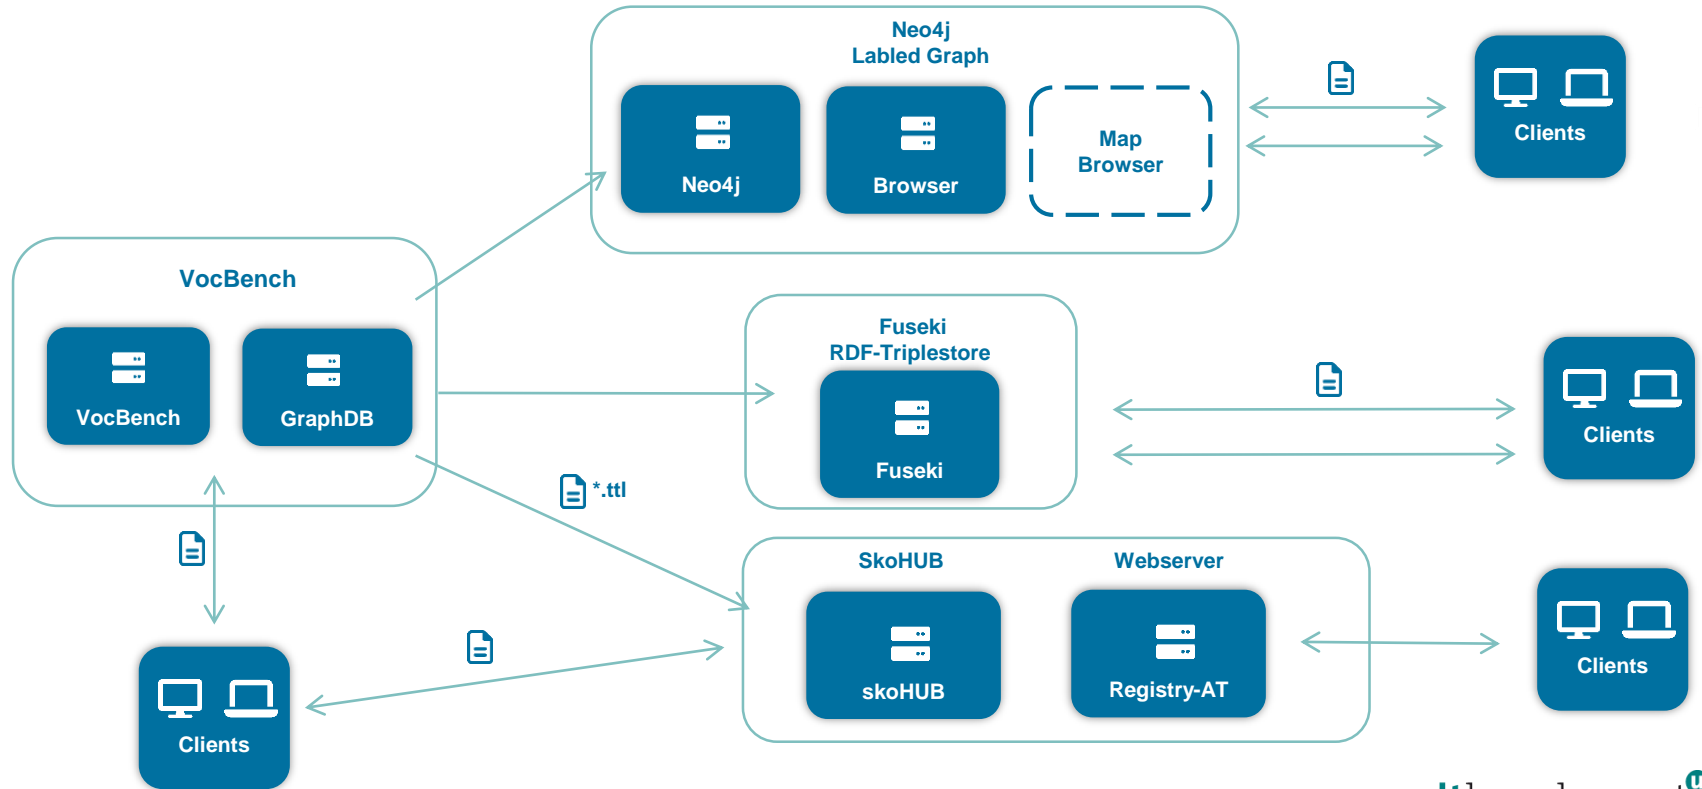 Neo4j
Labled Graph
Neo4j
Browser
Map
Browser
Clients
VocBench
VocBench
GraphDB
Fuseki
RDF-Triplestore
Fuseki
Clients
*.ttl
SkoHUB
Webserver
skoHUB
Registry-AT
Clients
Clients